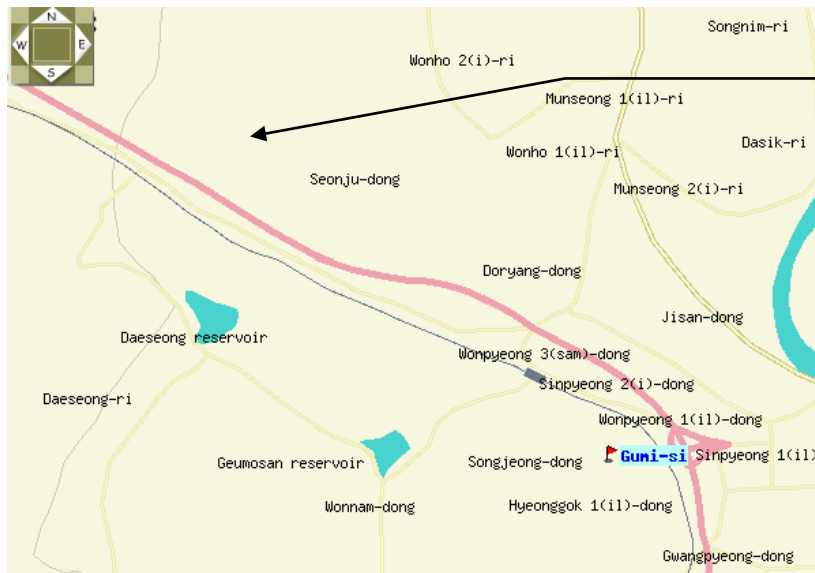 N
Songnim-ri
W E
Wonho 2(i)-ri
S
Munseong 1(il)-ri
Dasik-ri
Wonho 1(il)-ri
Seonju-dong
Munseong 2(i)-ri
Doryang-dong
Jisan-dong
Daeseong reservoir
Wonpyeong 3(sam)-dong
Sinpyeong 2(i)-dong
Daeseong-ri
Wonpyeong 1(il)-dong
Geumosan reservoir
Songjeong-dong
Gumi-si
Sinpyeong 1(il)
Wonnam-dong
Hyeonggok 1(il)-dong
Gwangpyeong-dong